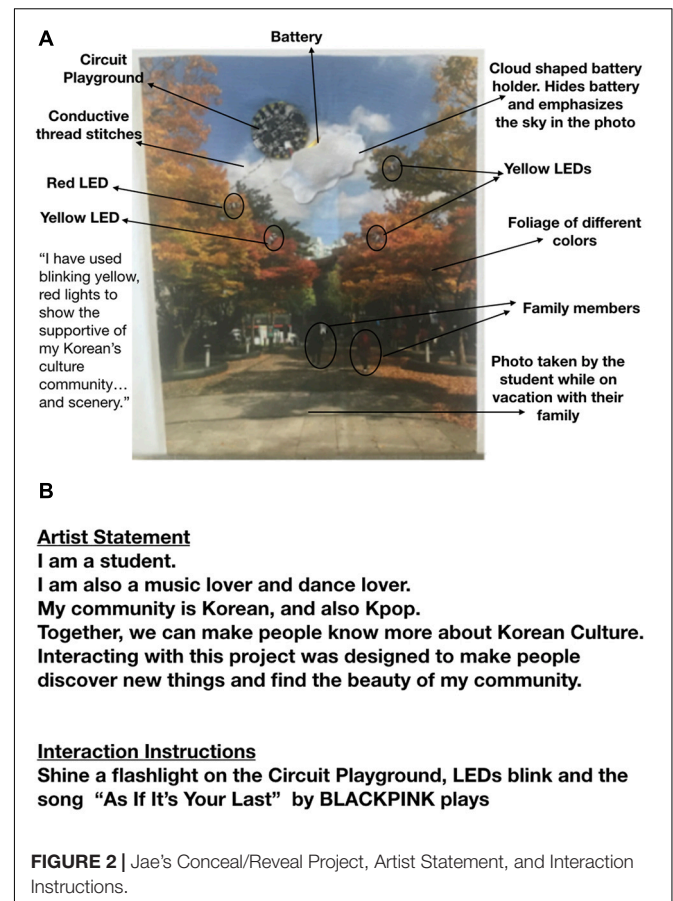 A
Battery
Circuit
Playground
Cloud shaped battery
holder. Hides battery
and emphasizes
the sky in the photo
Conductive
thread stitches
Yellow LEDs
Red LED
Yellow LED
Foliage of different
colors
“I have used
blinking yellow,
red lights to
show the
supportive of
my Korean’s
culture
community…
and scenery.”
Family members
Photo taken by the
student while on
vacation with their
family
B
Artist Statement
I am a student.
I am also a music lover and dance lover.
My community is Korean, and also Kpop.
Together, we can make people know more about Korean Culture.
Interacting with this project was designed to make people
discover new things and find the beauty of my community.
Interaction Instructions
Shine a flashlight on the Circuit Playground, LEDs blink and the
song “As If It’s Your Last” by BLACKPINK plays
FIGURE 2 | Jae’s Conceal/Reveal Project, Artist Statement, and Interaction
Instructions.